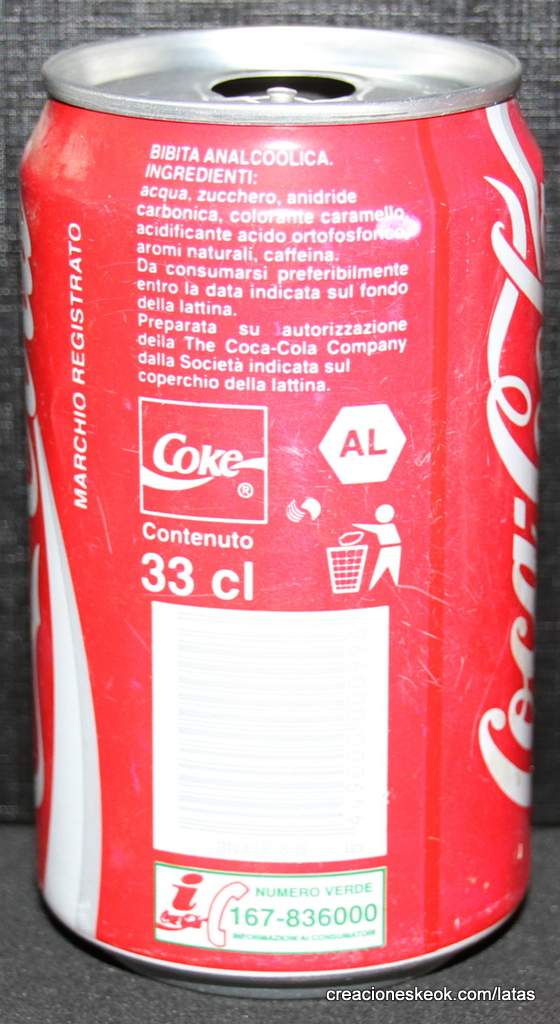 BIBITA ANALCOOLICA.
INGREDIENTI:
acqua, zucchero, anidride
carbonica, colorante caramello,
acidificante acido ortofosforico,
aromi naturali, caffeina.
Da consumarsi preferibilmente
entro la data indicata sul fondo
della lattina.
Preparata su autorizzazione
della The Coca-Cola Company
dalla Società indicata sul
coperchio della lattina.
MARCHIO REGISTRATO
Coke ®
AL
Contenuto
33 cl
Coca-Cola
i
Coca-Cola
NUMERO VERDE
167-836000
INFORMAZIONE AI CONSUMATORI
creacioneskeok.com/latas